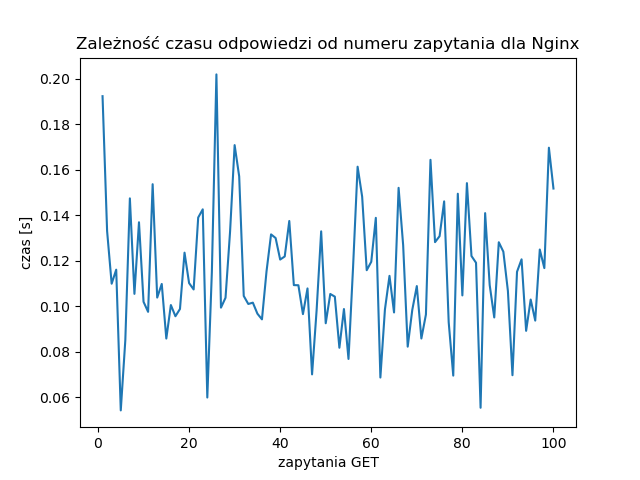 Zależność czasu odpowiedzi od numeru zapytania dla Nginx
0.20
0.18
0.16
0.14
0.12
0.10
0.08
0.06
czas [s]
0 20 40 60 80 100
zapytania GET